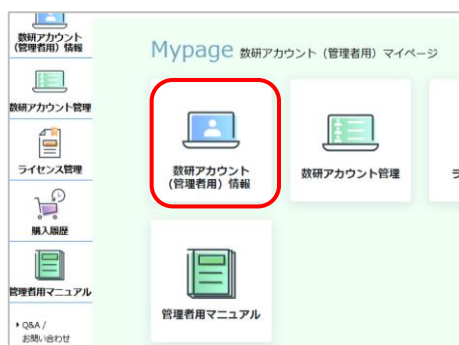 数研アカウント
(管理者用) 情報
数研アカウント管理
ライセンス管理
購入履歴
管理者用マニュアル
Q&A /
お問い合わせ
Mypage 数研アカウント (管理者用) マイページ
数研アカウント
(管理者用) 情報
数研アカウント管理
管理者用マニュアル